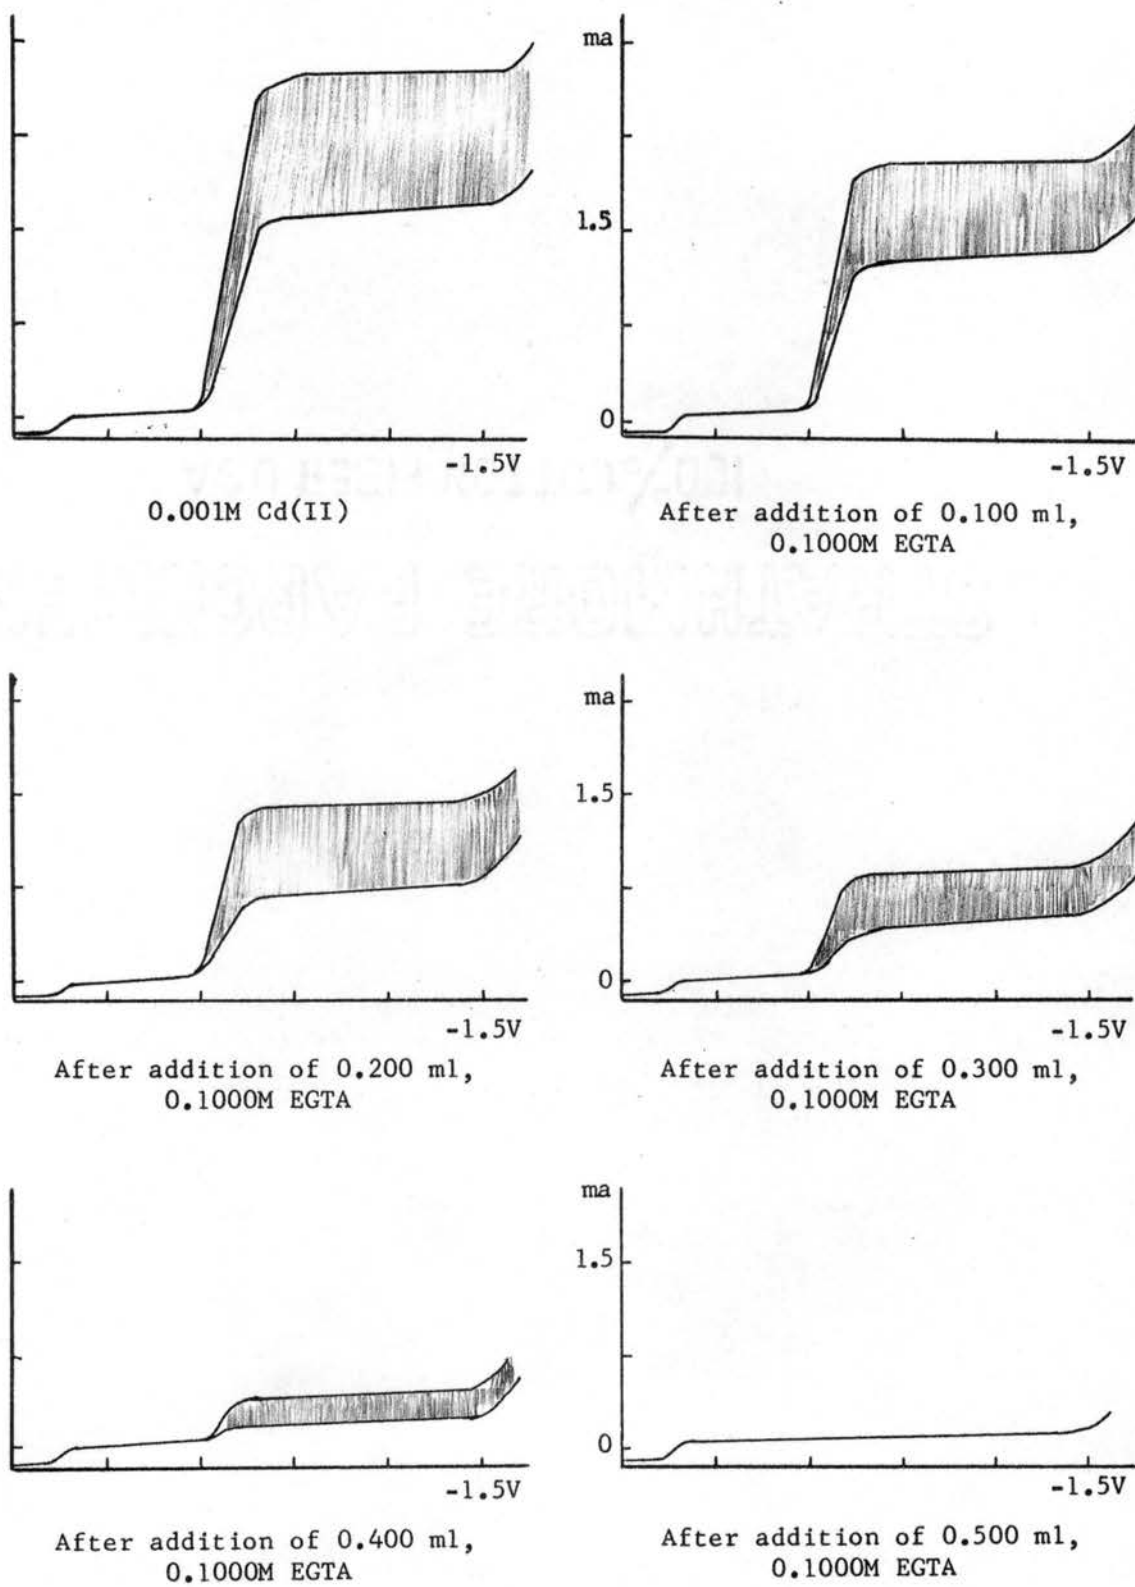 ma
1.5
0
-1.5V
-1.5V
0.001M Cd(II)
After addition of 0.100 ml,
0.1000M EGTA
ma
1.5
0
-1.5V
-1.5V
After addition of 0.200 ml,
0.1000M EGTA
After addition of 0.300 ml,
0.1000M EGTA
ma
1.5
0
-1.5V
-1.5V
After addition of 0.400 ml,
0.1000M EGTA
After addition of 0.500 ml,
0.1000M EGTA